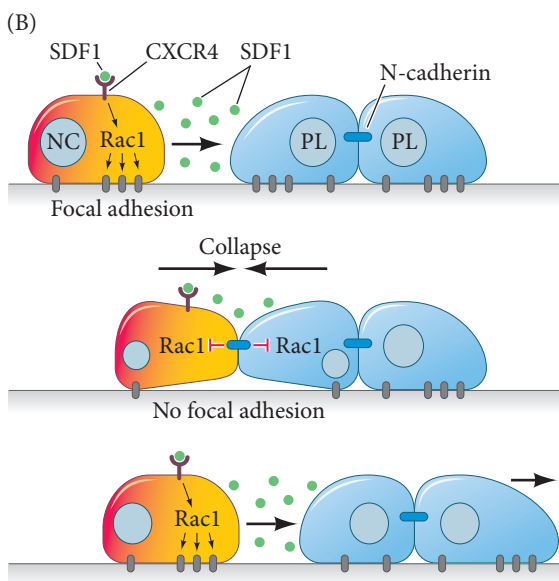 (B)
SDF1 CXCR4 SDF1
N-cadherin
NC Rac1 PL PL
Focal adhesion
Collapse
Rac1 Rac1
No focal adhesion
Rac1